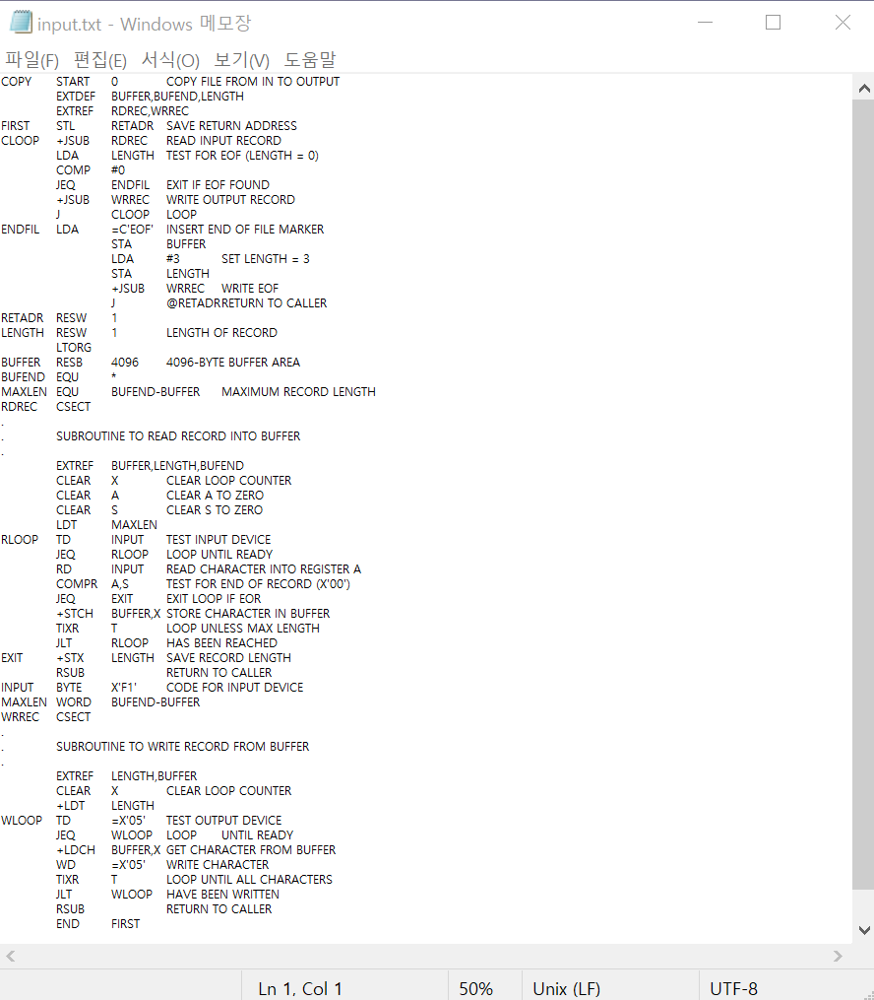 input.txt - Windows 메모장
파일(F) 편집(E) 서식(O) 보기(V) 도움말
COPY START 0 COPY FILE FROM IN TO OUTPUT
EXTDEF BUFFER,BUFEND,LENGTH
EXTREF RDREC,WRREC
FIRST STL RETADR SAVE RETURN ADDRESS
CLOOP +JSUB RDREC READ INPUT RECORD
LDA LENGTH TEST FOR EOF (LENGTH = 0)
COMP #0
JEQ ENDFIL EXIT IF EOF FOUND
+JSUB WRREC WRITE OUTPUT RECORD
J CLOOP LOOP
ENDFIL LDA =C'EOF' INSERT END OF FILE MARKER
STA BUFFER
LDA #3 SET LENGTH = 3
STA LENGTH
+JSUB WRREC WRITE EOF
J @RETADR RETURN TO CALLER
RETADR RESW 1
LENGTH RESW 1 LENGTH OF RECORD
LTORG
BUFFER RESB 4096 4096-BYTE BUFFER AREA
BUFEND EQU *
MAXLEN EQU BUFEND-BUFFER MAXIMUM RECORD LENGTH
RDREC CSECT
.
. SUBROUTINE TO READ RECORD INTO BUFFER
.
EXTREF BUFFER,LENGTH,BUFEND
CLEAR X CLEAR LOOP COUNTER
CLEAR A CLEAR A TO ZERO
CLEAR S CLEAR S TO ZERO
LDT MAXLEN
RLOOP TD INPUT TEST INPUT DEVICE
JEQ RLOOP LOOP UNTIL READY
RD INPUT READ CHARACTER INTO REGISTER A
COMPR A,S TEST FOR END OF RECORD (X'00')
JEQ EXIT EXIT LOOP IF EOR
+STCH BUFFER,X STORE CHARACTER IN BUFFER
TIXR T LOOP UNLESS MAX LENGTH
JLT RLOOP HAS BEEN REACHED
EXIT +STX LENGTH SAVE RECORD LENGTH
RSUB RETURN TO CALLER
INPUT BYTE X'F1' CODE FOR INPUT DEVICE
MAXLEN WORD BUFEND-BUFFER
WRREC CSECT
.
. SUBROUTINE TO WRITE RECORD FROM BUFFER
.
EXTREF LENGTH,BUFFER
CLEAR X CLEAR LOOP COUNTER
+LDT LENGTH
WLOOP TD =X'05' TEST OUTPUT DEVICE
JEQ WLOOP LOOP UNTIL READY
+LDCH BUFFER,X GET CHARACTER FROM BUFFER
WD =X'05' WRITE CHARACTER
TIXR T LOOP UNTIL ALL CHARACTERS
JLT WLOOP HAVE BEEN WRITTEN
RSUB RETURN TO CALLER
END FIRST
Ln 1, Col 1 50% Unix (LF) UTF-8